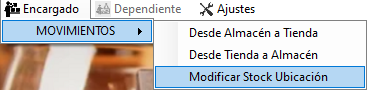 Encargado Dependiente Ajustes
MOVIMIENTOS
Desde Almacén a Tienda
Desde Tienda a Almacén
Modificar Stock Ubicación